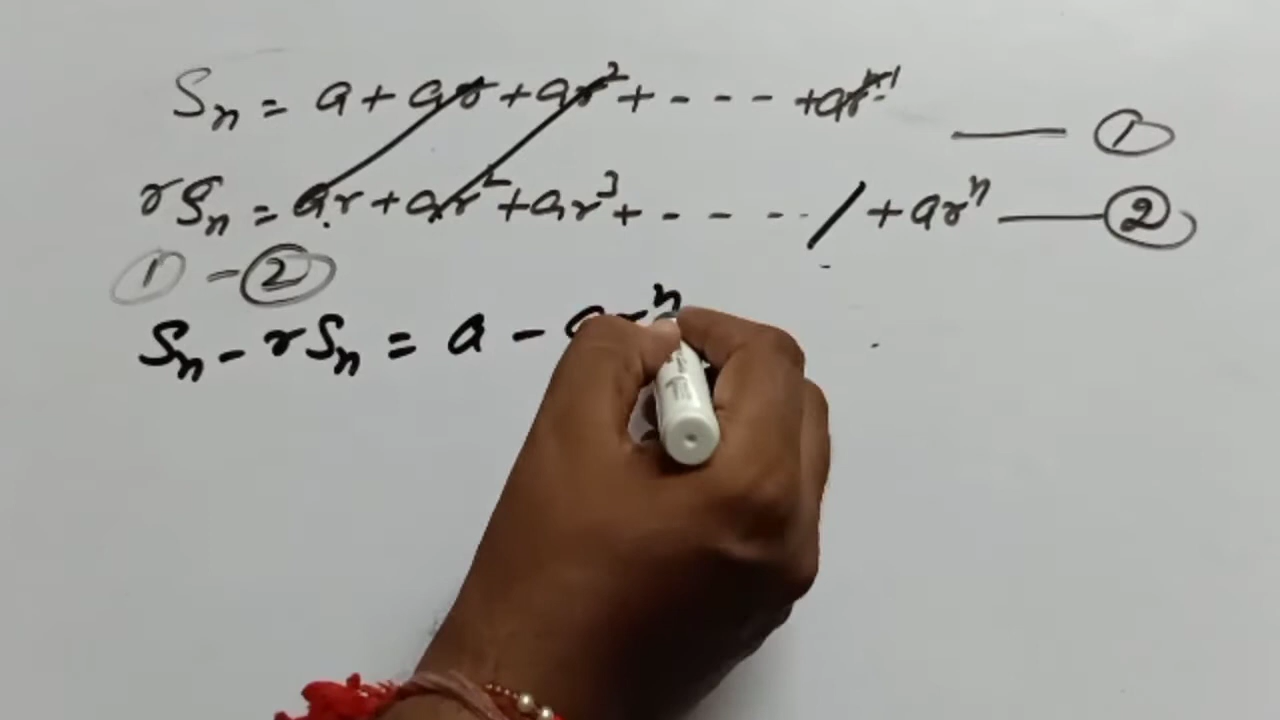 Sₙ = a + ar + ar² + - - - - + arⁿ⁻¹ —— ①
rSₙ = ar + ar² + ar³ + - - - - + arⁿ —— ②
① - ②
Sₙ - rSₙ = a - arⁿ